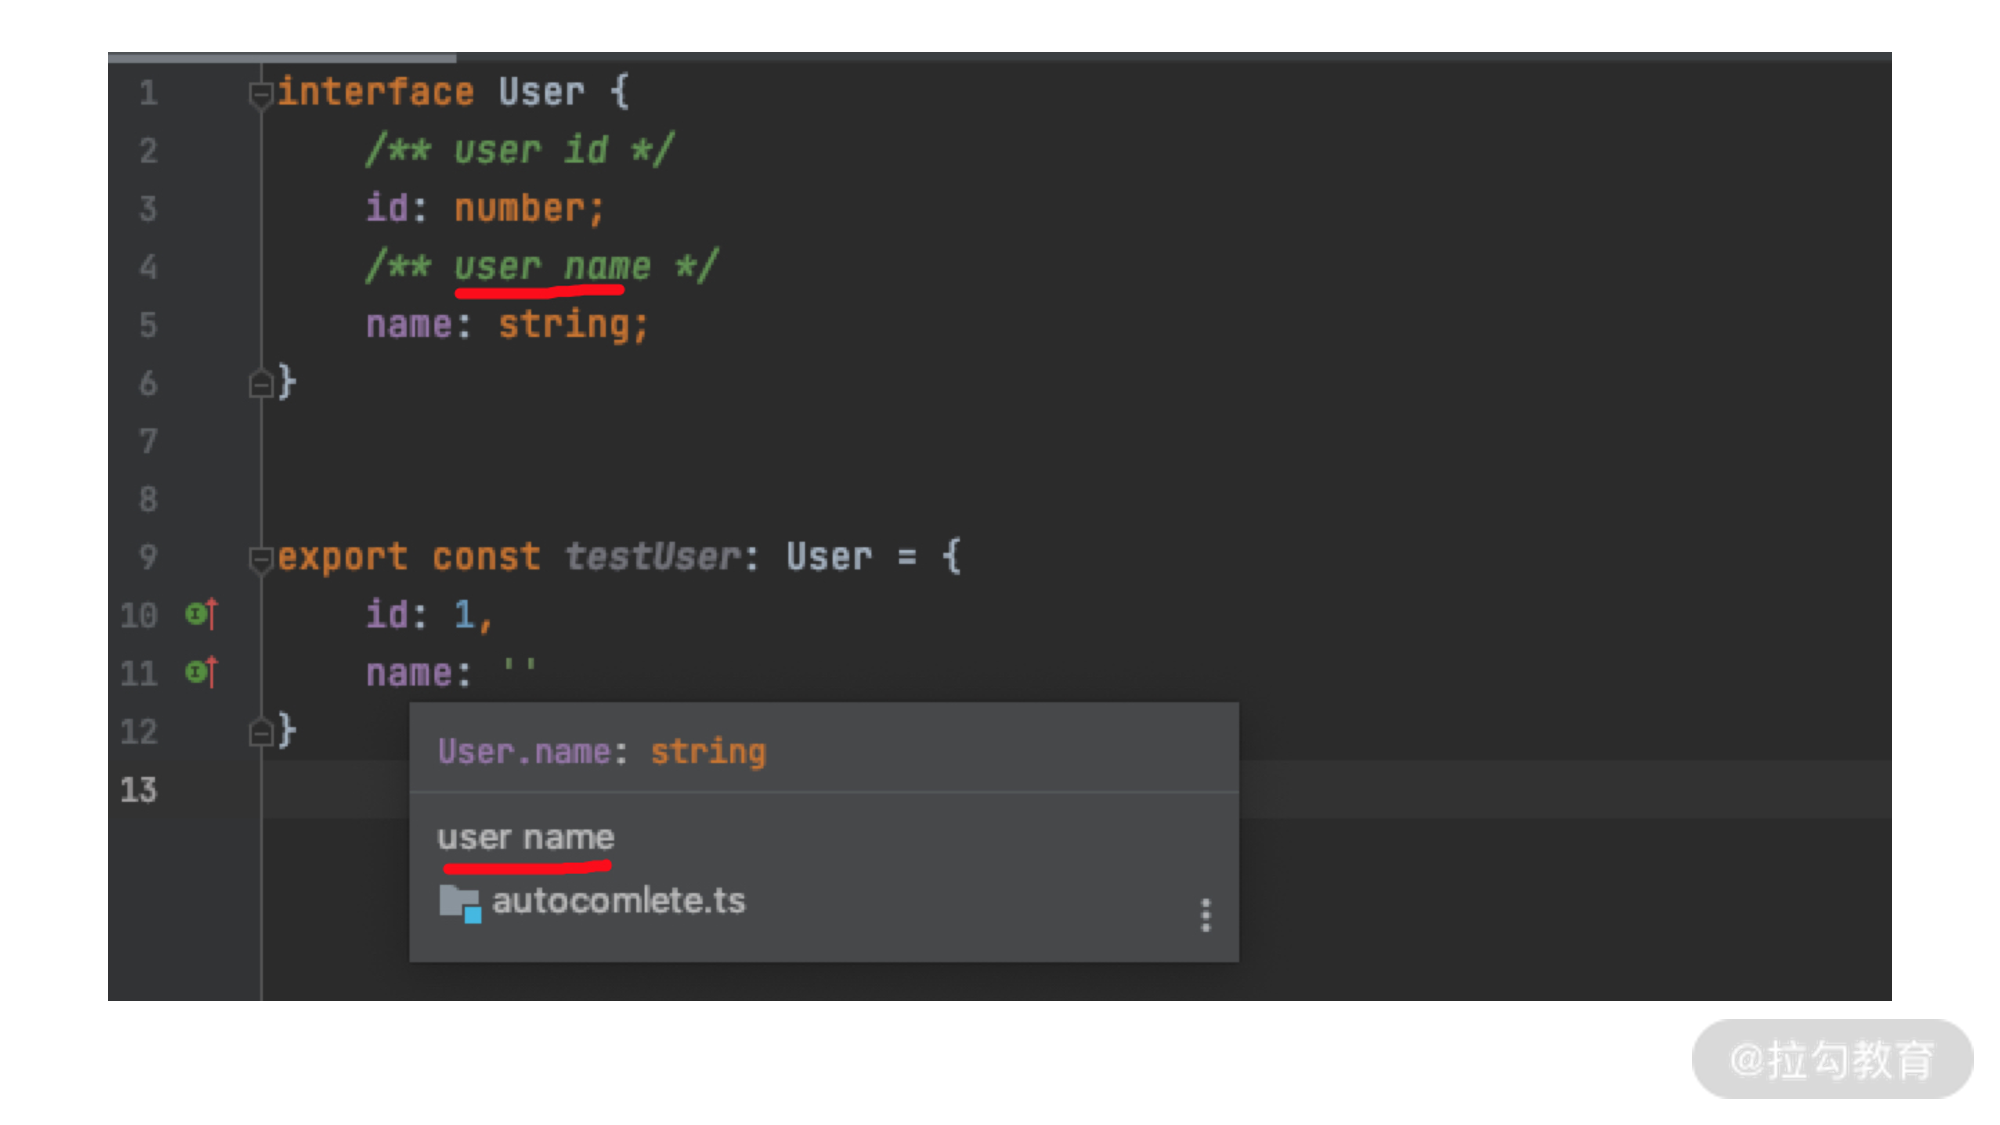 1 interface User {
2 /** user id */
3 id: number;
4 /** user name */
5 name: string;
6 }
7
8
9 export const testUser: User = {
10 id: 1,
11 name: ''
12 }
13
User.name: string
user name
autocomlete.ts
@拉勾教育